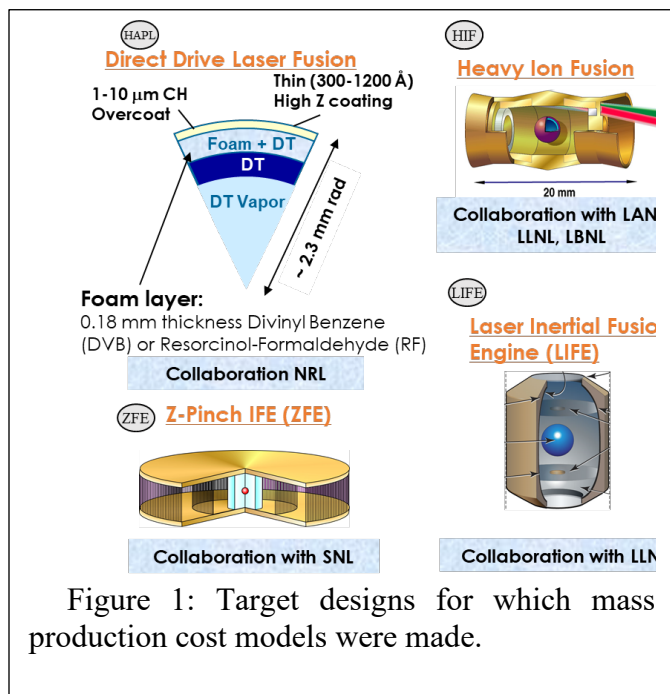 HAPL
Direct Drive Laser Fusion
1-10 μm CH
Overcoat
Thin (300-1200 Å)
High Z coating
Foam + DT
DT
DT Vapor
~ 2.3 mm rad
Foam layer:
0.18 mm thickness Divinyl Benzene
(DVB) or Resorcinol-Formaldehyde (RF)
Collaboration NRL
HIF
Heavy Ion Fusion
20 mm
Collaboration with LAN
LLNL, LBNL
LIFE
Laser Inertial Fusio
Engine (LIFE)
Collaboration with LLN
ZFE
Z-Pinch IFE (ZFE)
Collaboration with SNL
Figure 1: Target designs for which mass
production cost models were made.